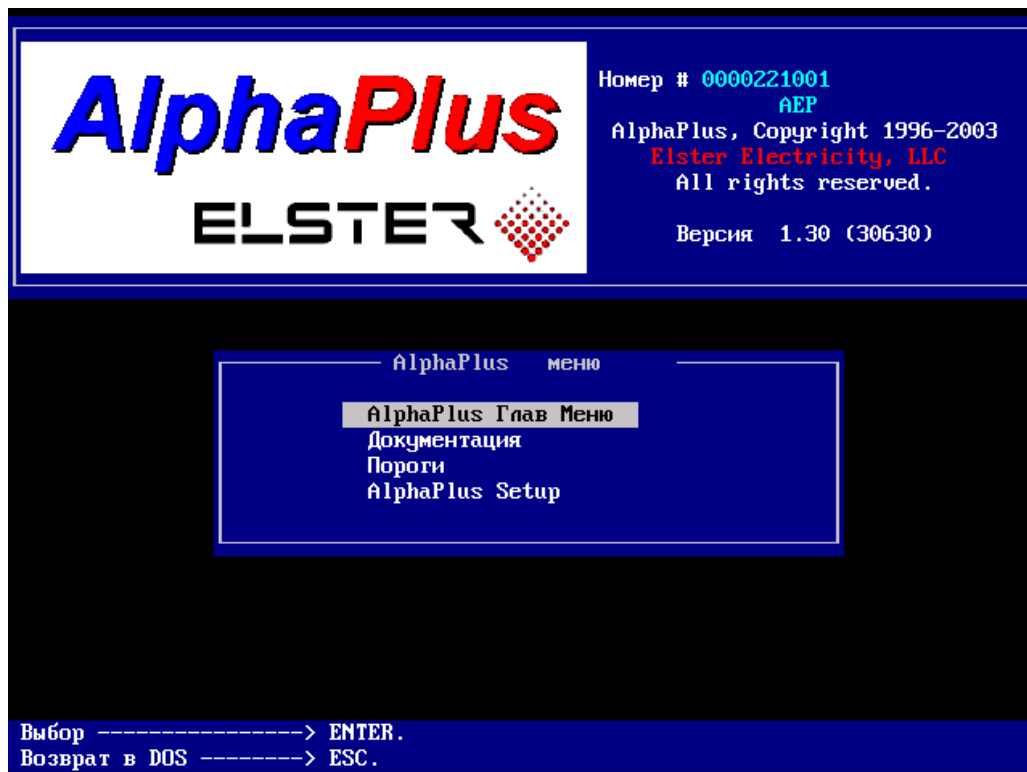 AlphaPlus
ELSTER
Номер # 0000221001
AEP
AlphaPlus, Copyright 1996-2003
Elster Electricity, LLC
All rights reserved.
Версия 1.30 (30630)
AlphaPlus меню
AlphaPlus Глав Меню
Документация
Пороги
AlphaPlus Setup
Выбор ----------------> ENTER.
Возврат в DOS --------> ESC.